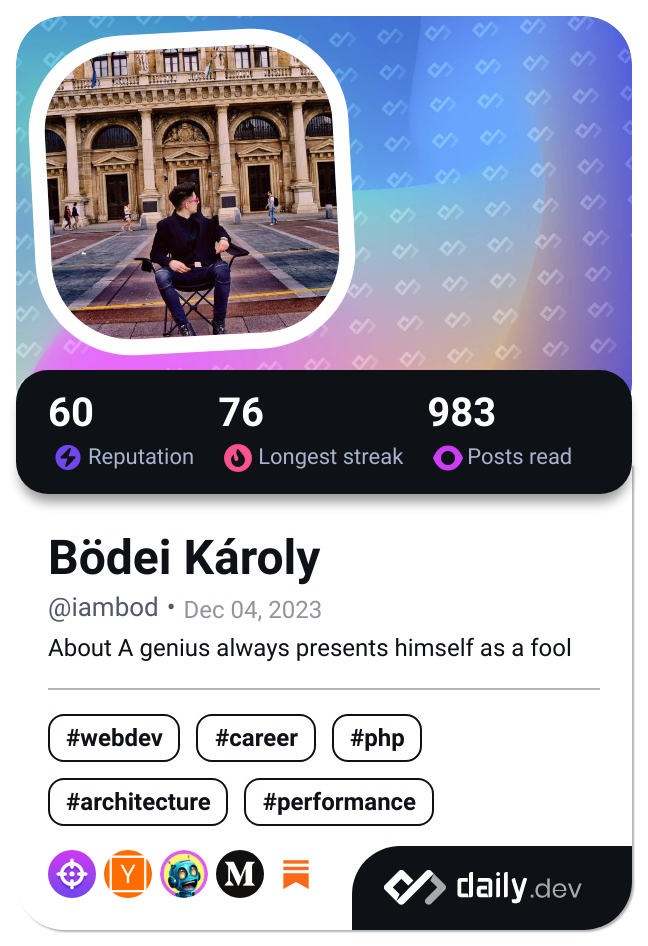 60 76 983
Reputation Longest streak Posts read
Bödei Károly
@iambod • Dec 04, 2023
About A genius always presents himself as a fool
#webdev #career #php
#architecture #performance
Y M daily.dev